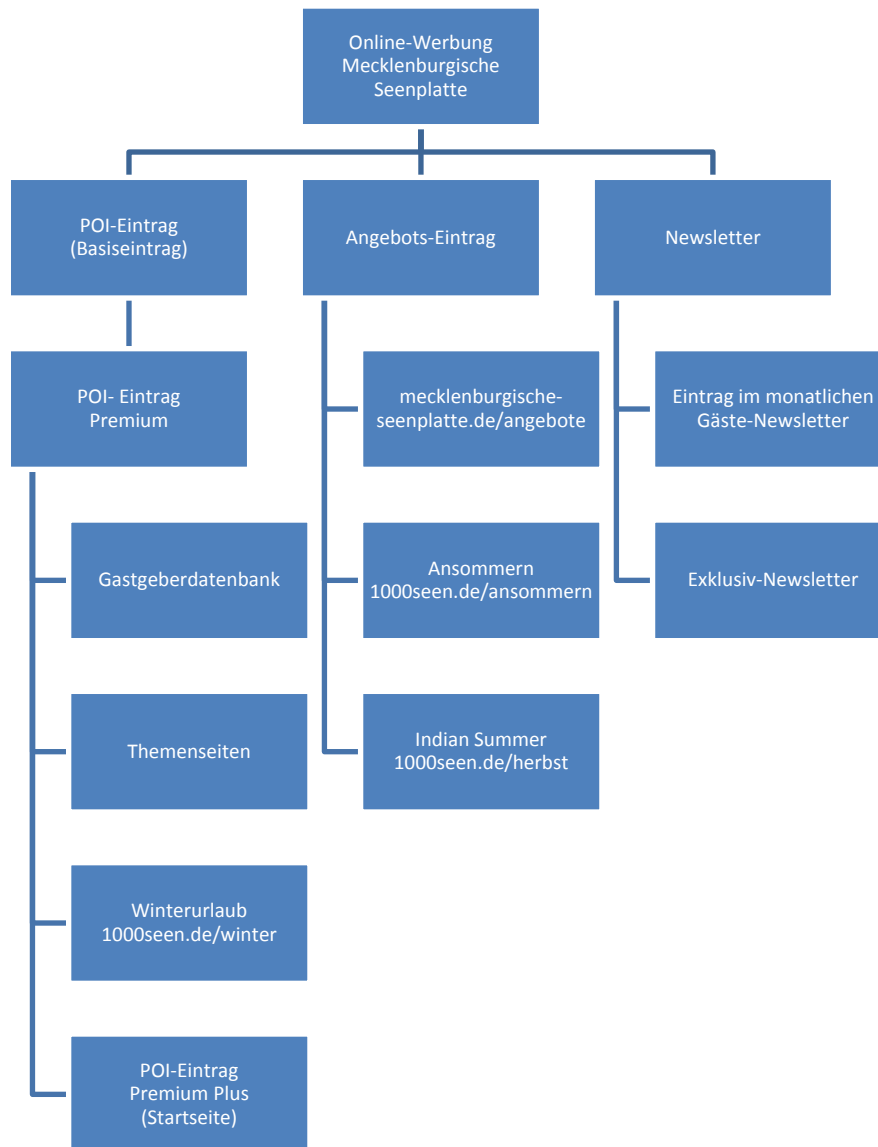 Online-Werbung
Mecklenburgische
Seenplatte
POI-Eintrag
(Basiseintrag)
Angebots-Eintrag
Newsletter
POI- Eintrag
Premium
mecklenburgische-
seenplatte.de/angebote
Eintrag im monatlichen
Gäste-Newsletter
Gastgeberdatenbank
Ansommern
1000seen.de/ansommern
Exklusiv-Newsletter
Themenseiten
Indian Summer
1000seen.de/herbst
Winterurlaub
1000seen.de/winter
POI-Eintrag
Premium Plus
(Startseite)